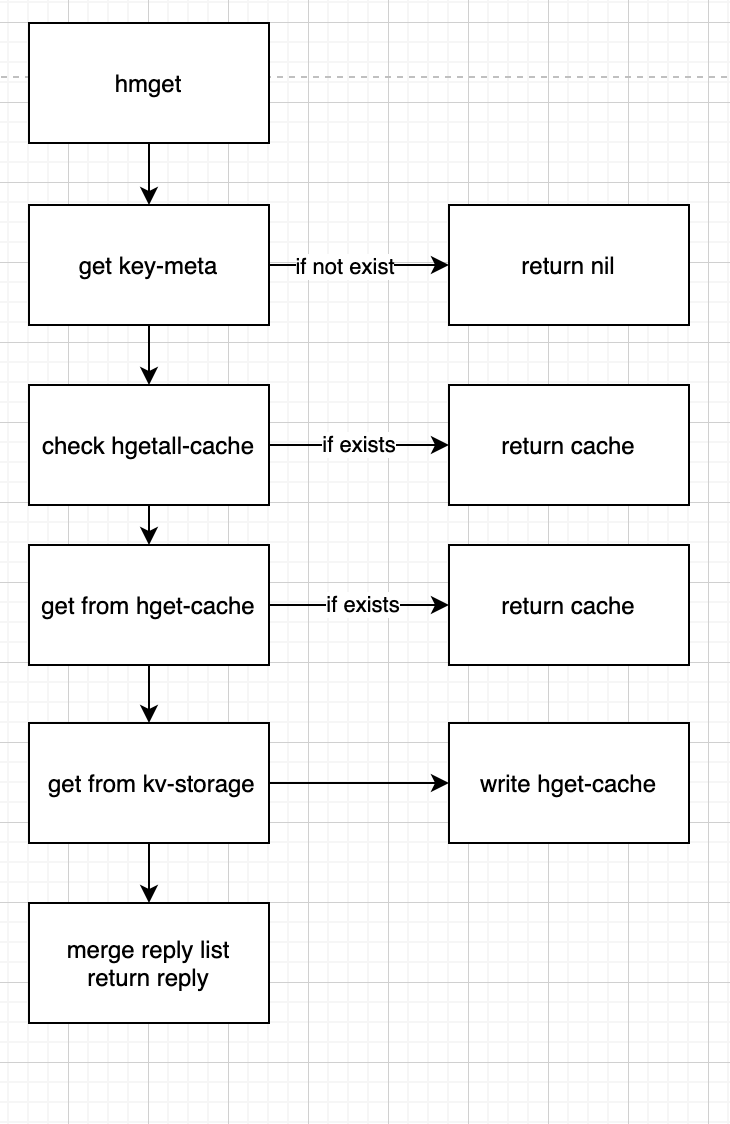 hmget
get key-meta
if not exist
return nil
check hgetall-cache
if exists
return cache
get from hget-cache
if exists
return cache
get from kv-storage
write hget-cache
merge reply list
return reply